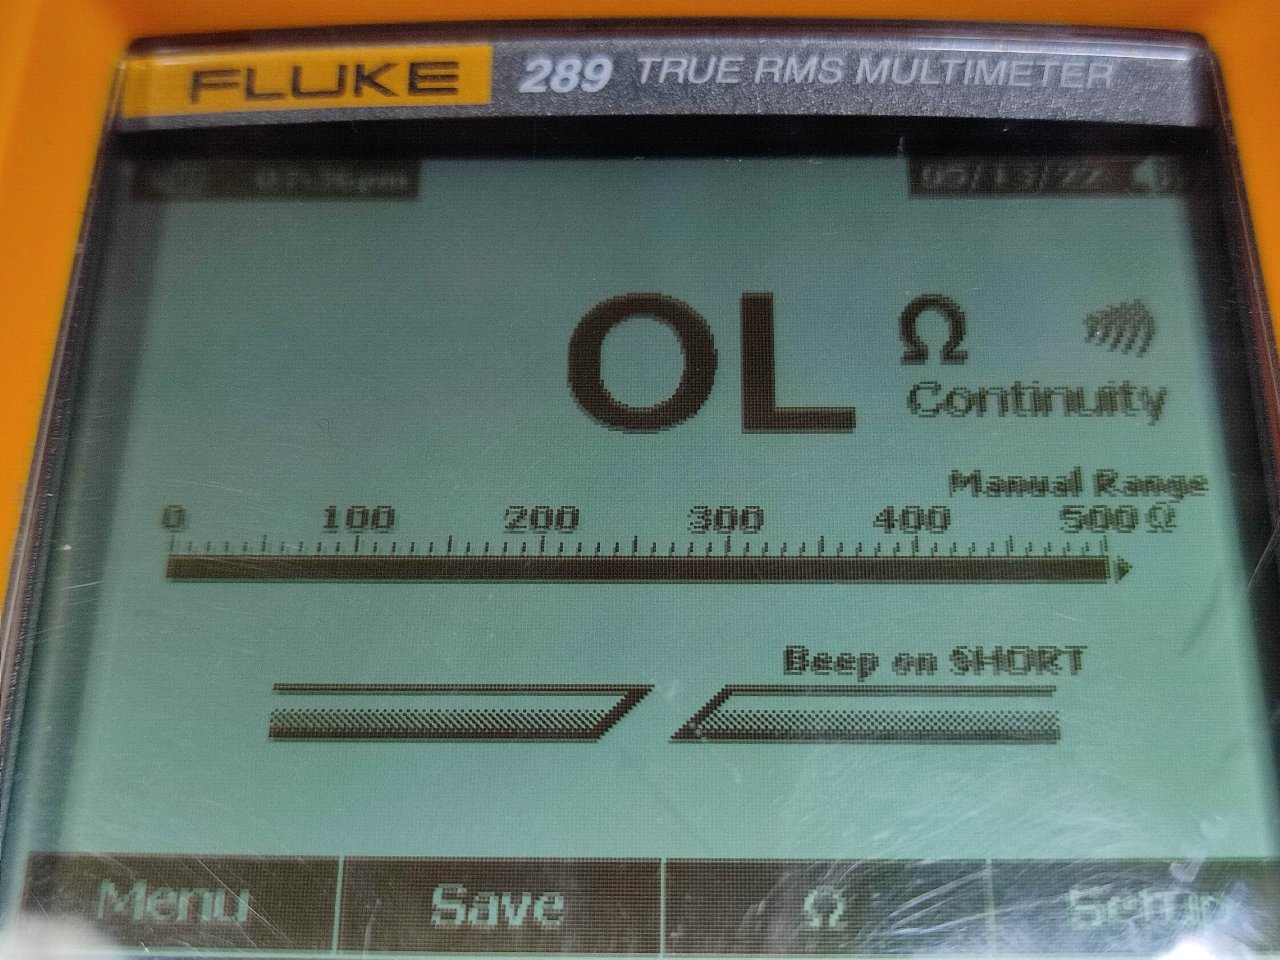 FLUKE 289 TRUE RMS MULTIMETER
05/13/22
OL Ω
Continuity
Manual Range
0 100 200 300 400 500 Ω
Beep on SHORT
Menu Save Ω Setup